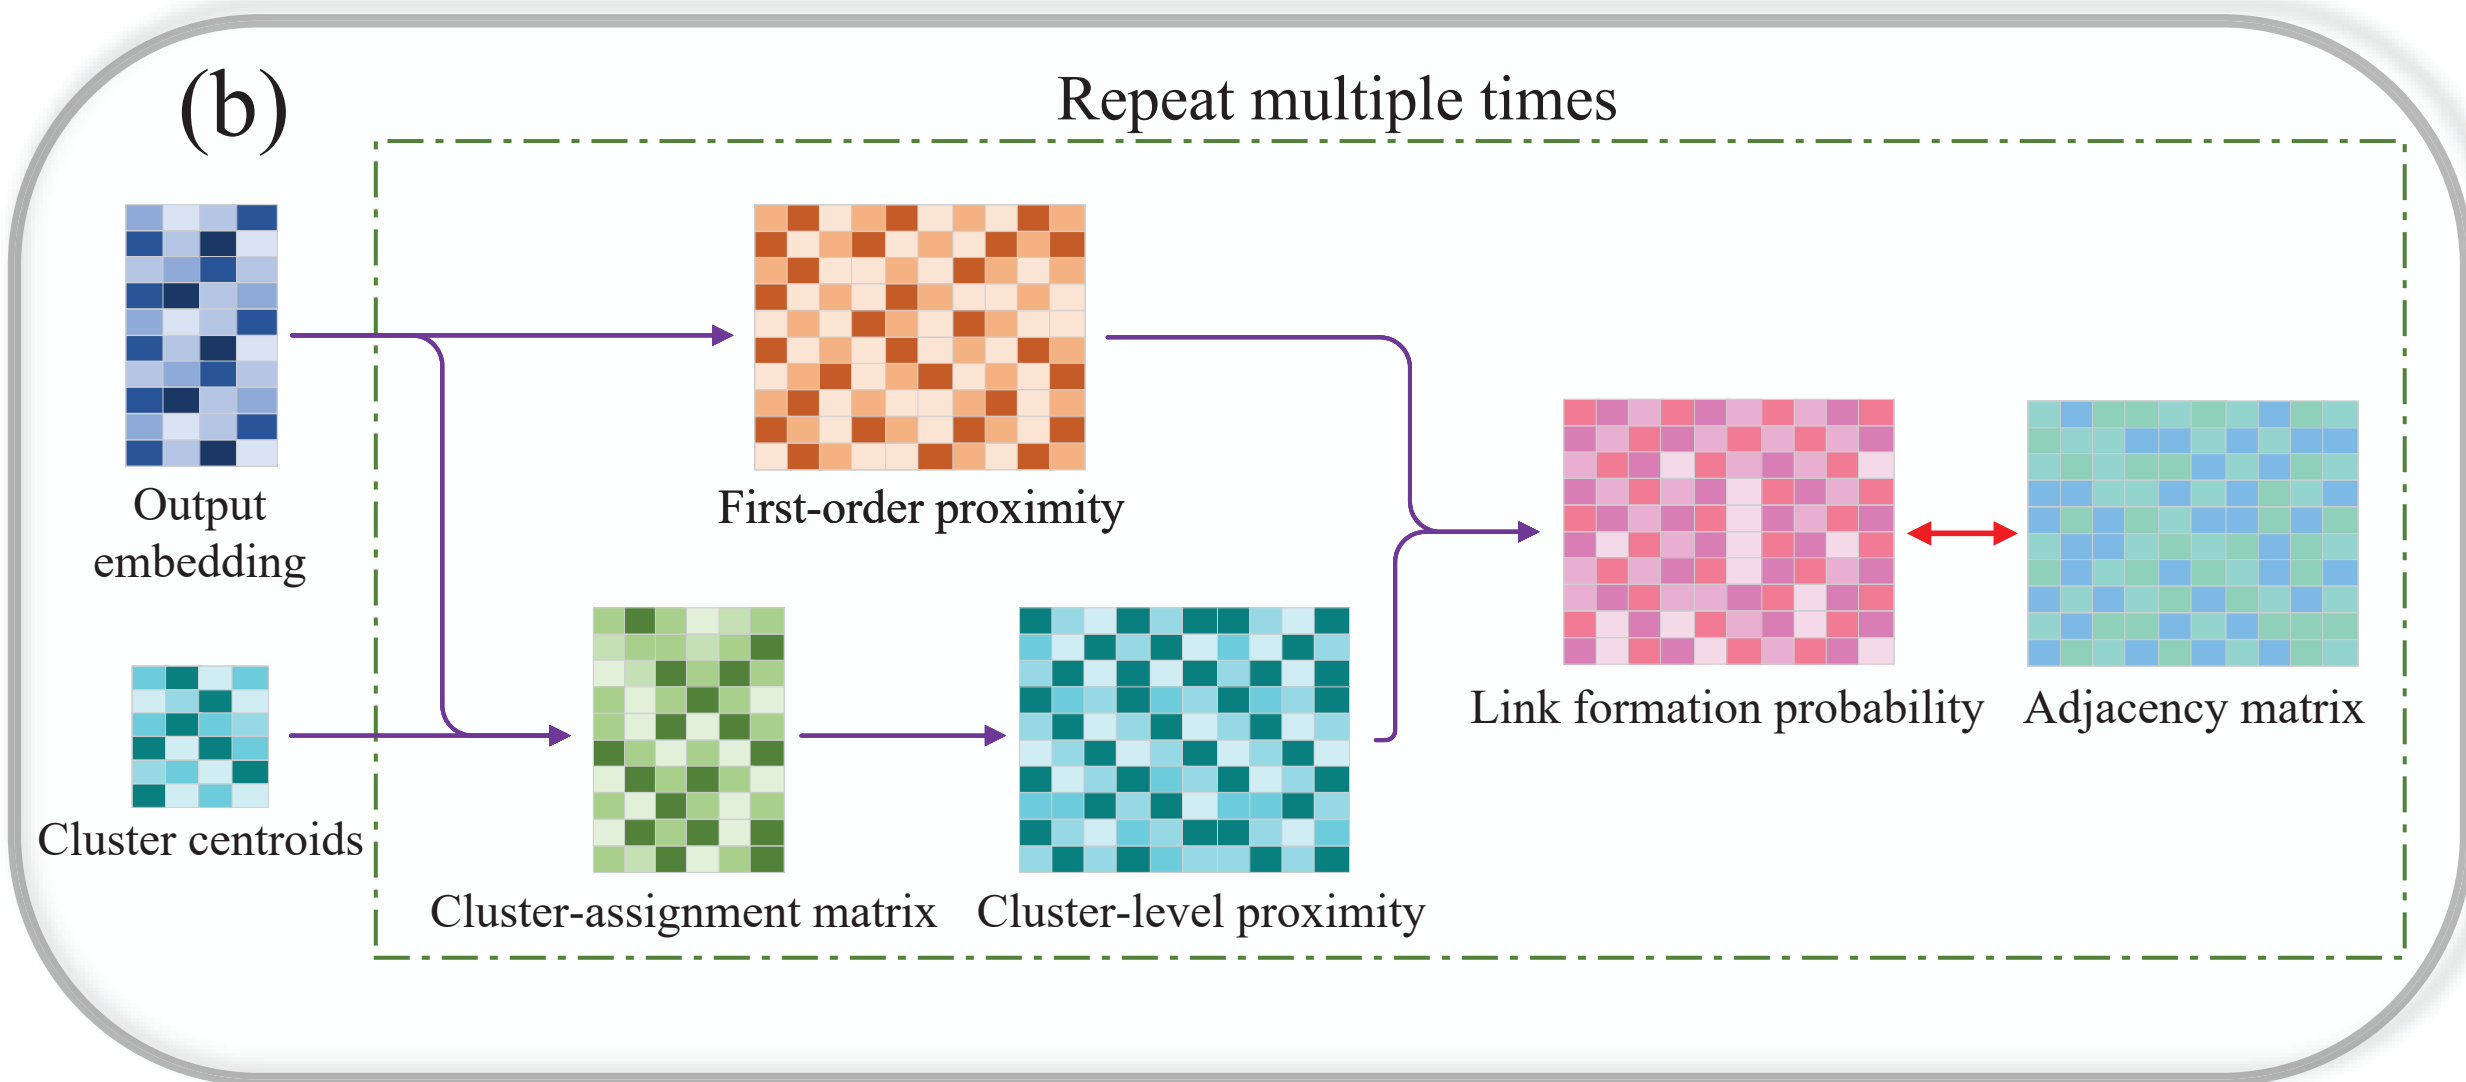 (b)
Repeat multiple times
Output
embedding
First-order proximity
Link formation probability
Adjacency matrix
Cluster centroids
Cluster-assignment matrix
Cluster-level proximity